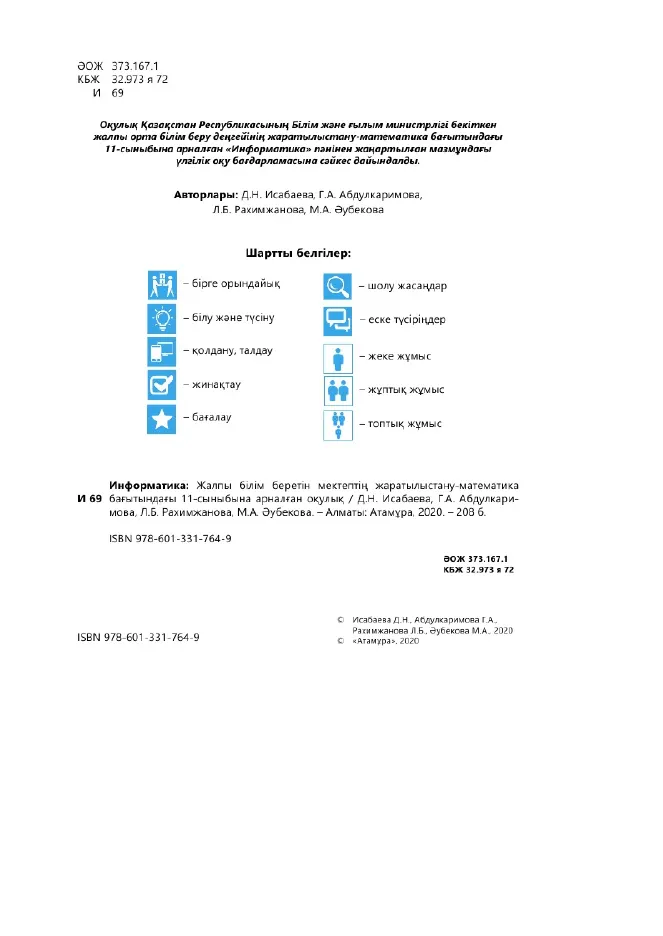 ӘОЖ 373.167.1
КБЖ 32.973 я 72
И 69
Оқулық Қазақстан Республикасының Білім және ғылым министрлігі бекіткен
жалпы орта білім беру деңгейінің жаратылыстану-математика бағытындағы
11-сыныбына арналған «Информатика» пәнінен жаңартылған мазмұндағы
үлгілік оқу бағдарламасына сәйкес дайындалды.
Авторлары: Д.Н. Исабаева, Г.А. Абдулкаримова,
Л.Б. Рахимжанова, М.А. Әубекова
Шартты белгілер:
– бірге орындайық
– білу және түсіну
– қолдану, талдау
– жинақтау
– бағалау
– шолу жасаңдар
– еске түсіріңдер
– жеке жұмыс
– жұптық жұмыс
– топтық жұмыс
Информатика: Жалпы білім беретін мектептің жаратылыстану-математика
И 69 бағытындағы 11-сыныбына арналған оқулық / Д.Н. Исабаева, Г.А. Абдулкари-
мова, Л.Б. Рахимжанова, М.А. Әубекова. – Алматы: Атамұра, 2020. – 208 б.
ISBN 978-601-331-764-9
ӘОЖ 373.167.1
КБЖ 32.973 я 72
ISBN 978-601-331-764-9
© Исабаева Д.Н., Абдулкаримова Г.А.,
Рахимжанова Л.Б., Әубекова М.А., 2020
© «Атамұра», 2020